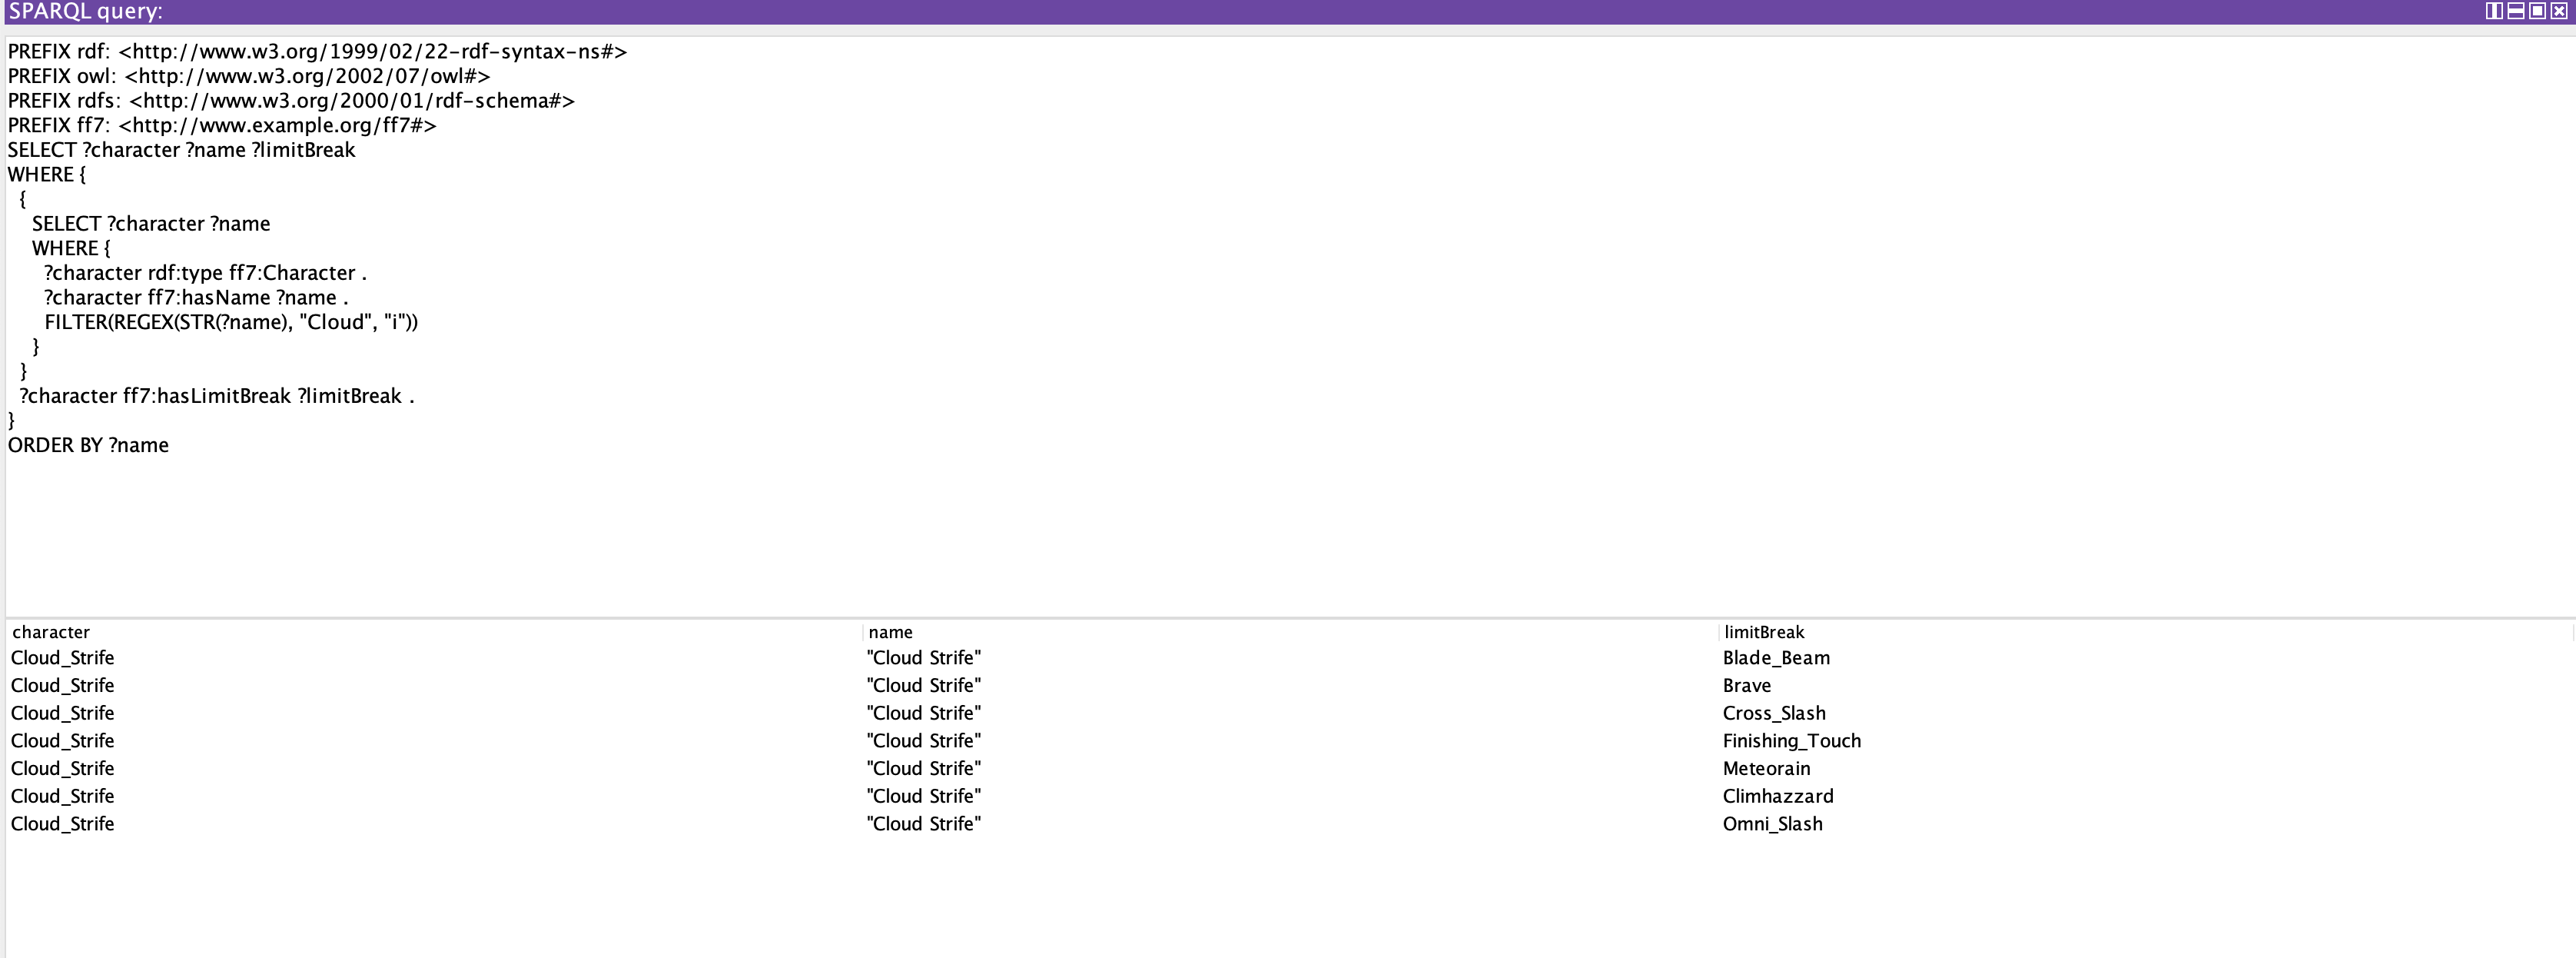 SPARQL query:
PREFIX rdf: <http://www.w3.org/1999/02/22-rdf-syntax-ns#>
PREFIX owl: <http://www.w3.org/2002/07/owl#>
PREFIX rdfs: <http://www.w3.org/2000/01/rdf-schema#>
PREFIX ff7: <http://www.example.org/ff7#>
SELECT ?character ?name ?limitBreak
WHERE {
  {
    SELECT ?character ?name
    WHERE {
      ?character rdf:type ff7:Character .
      ?character ff7:hasName ?name .
      FILTER(REGEX(STR(?name), "Cloud", "i"))
    }
  }
  ?character ff7:hasLimitBreak ?limitBreak .
}
ORDER BY ?name
character name limitBreak
Cloud_Strife "Cloud Strife" Blade_Beam
Cloud_Strife "Cloud Strife" Brave
Cloud_Strife "Cloud Strife" Cross_Slash
Cloud_Strife "Cloud Strife" Finishing_Touch
Cloud_Strife "Cloud Strife" Meteorain
Cloud_Strife "Cloud Strife" Climhazzard
Cloud_Strife "Cloud Strife" Omni_Slash